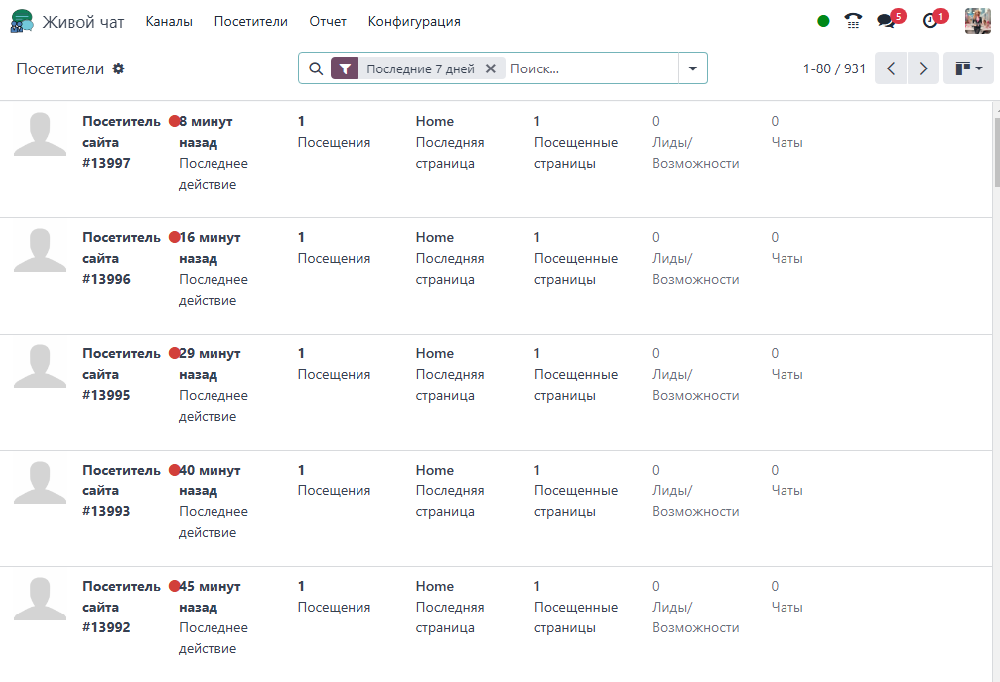 Живой чат Каналы Посетители Отчет Конфигурация 5 1
Посетители Последние 7 дней Поиск... 1-80 / 931
Посетитель сайта #13997
8 минут назад
Последнее действие
1
Посещения
Home
Последняя страница
1
Посещенные страницы
0
Лиды/Возможности
0
Чаты
Посетитель сайта #13996
16 минут назад
Последнее действие
1
Посещения
Home
Последняя страница
1
Посещенные страницы
0
Лиды/Возможности
0
Чаты
Посетитель сайта #13995
29 минут назад
Последнее действие
1
Посещения
Home
Последняя страница
1
Посещенные страницы
0
Лиды/Возможности
0
Чаты
Посетитель сайта #13993
40 минут назад
Последнее действие
1
Посещения
Home
Последняя страница
1
Посещенные страницы
0
Лиды/Возможности
0
Чаты
Посетитель сайта #13992
45 минут назад
Последнее действие
1
Посещения
Home
Последняя страница
1
Посещенные страницы
0
Лиды/Возможности
0
Чаты